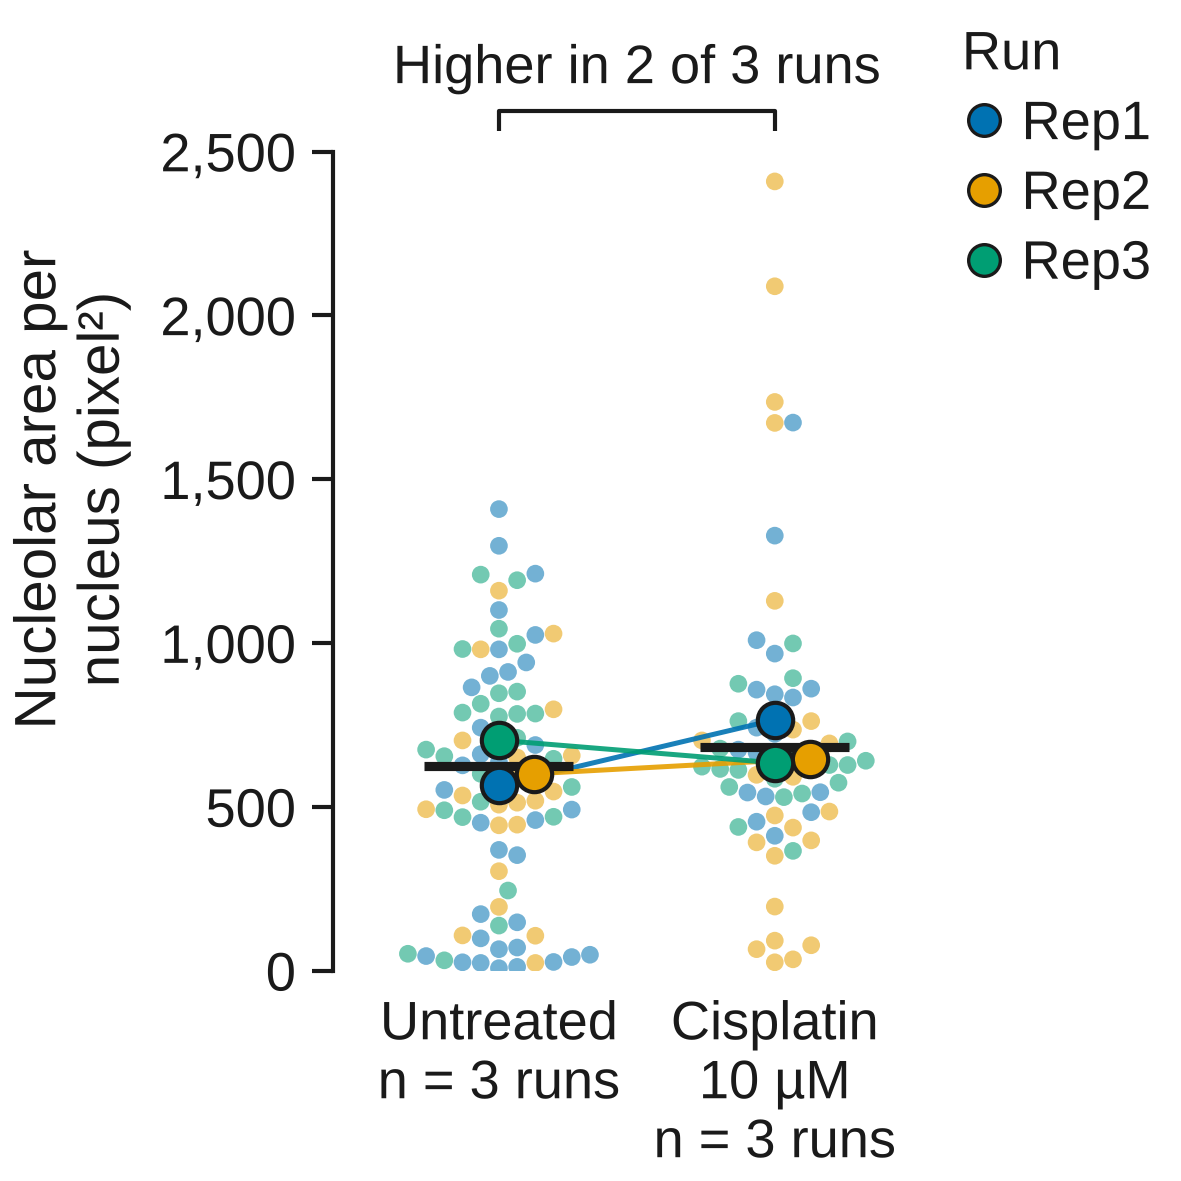 Higher in 2 of 3 runs
Run
Rep1
Rep2
Rep3
Nucleolar area per
nucleus (pixel²)
2,500
2,000
1,500
1,000
500
0
Untreated
n = 3 runs
Cisplatin
10 µM
n = 3 runs